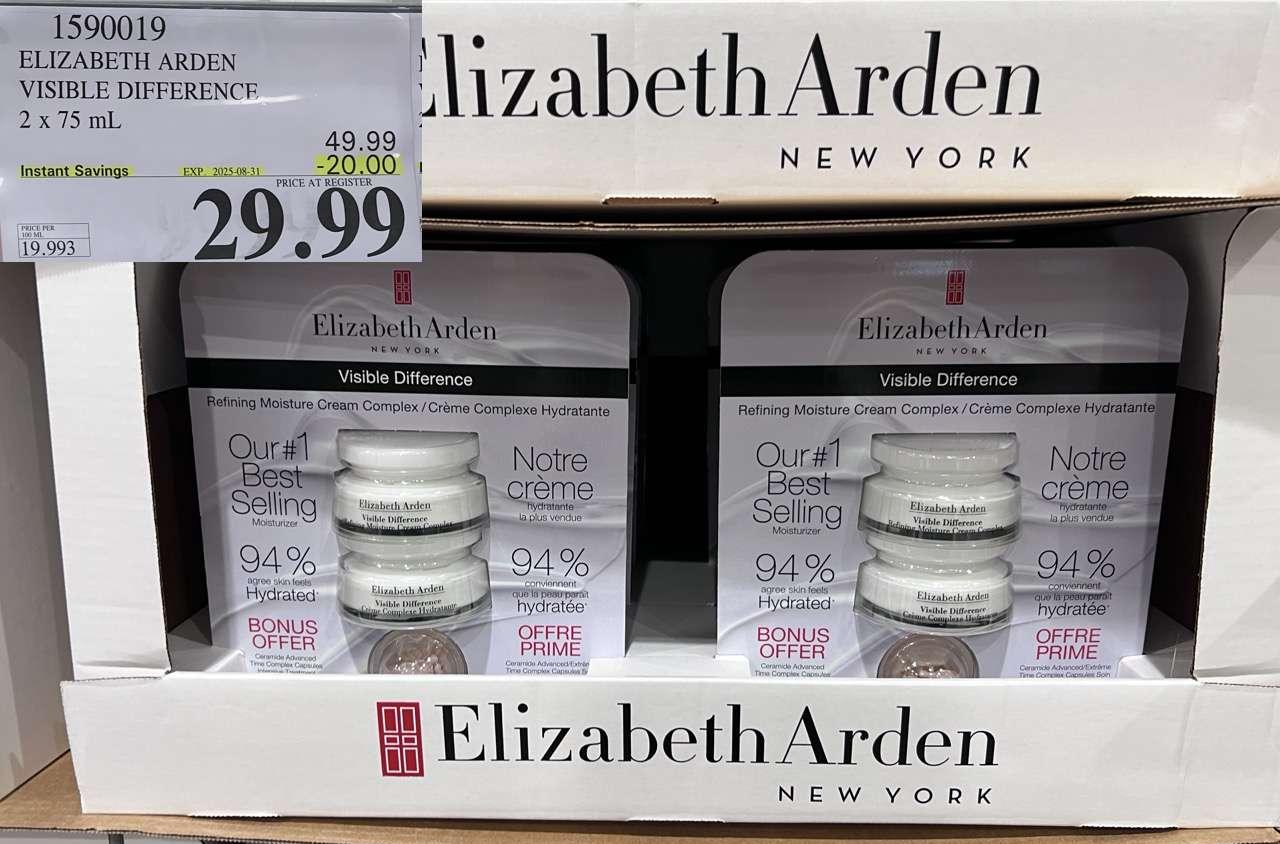 1590019
ELIZABETH ARDEN
VISIBLE DIFFERENCE
2 x 75 mL
49.99
-20.00
Instant Savings
EXP. 2025-08-31
PRICE AT REGISTER
29.99
PRICE PER
100 ML
19.993
Elizabeth Arden
NEW YORK
Elizabeth Arden
NEW YORK
Visible Difference
Refining Moisture Cream Complex / Crème Complexe Hydratante
Our #1
Best
Selling
Moisturizer
94%
agree skin feels
Hydrated*
BONUS
OFFER
Ceramide Advanced
Time Complex Capsules
Intensive Treatment
Elizabeth Arden
Visible Difference
Refining Moisture Cream Complex
Elizabeth Arden
Visible Difference
Crème Complexe Hydratante
Notre
crème
hydratante
la plus vendue
94%
conviennent
que la peau paraît
hydratée*
OFFRE
PRIME
Ceramide Advanced/Extrême
Time Complex Capsules
Elizabeth Arden
NEW YORK
Visible Difference
Refining Moisture Cream Complex / Crème Complexe Hydratante
Our #1
Best
Selling
Moisturizer
94%
agree skin feels
Hydrated*
BONUS
OFFER
Ceramide Advanced
Time Complex Capsules
Elizabeth Arden
Visible Difference
Refining Moisture Cream Complex
Elizabeth Arden
Visible Difference
Crème Complexe Hydratante
Notre
crème
hydratante
la plus vendue
94%
conviennent
que la peau paraît
hydratée*
OFFRE
PRIME
Ceramide Advanced/Extrême
Time Complex Capsules Soin
Elizabeth Arden
NEW YORK